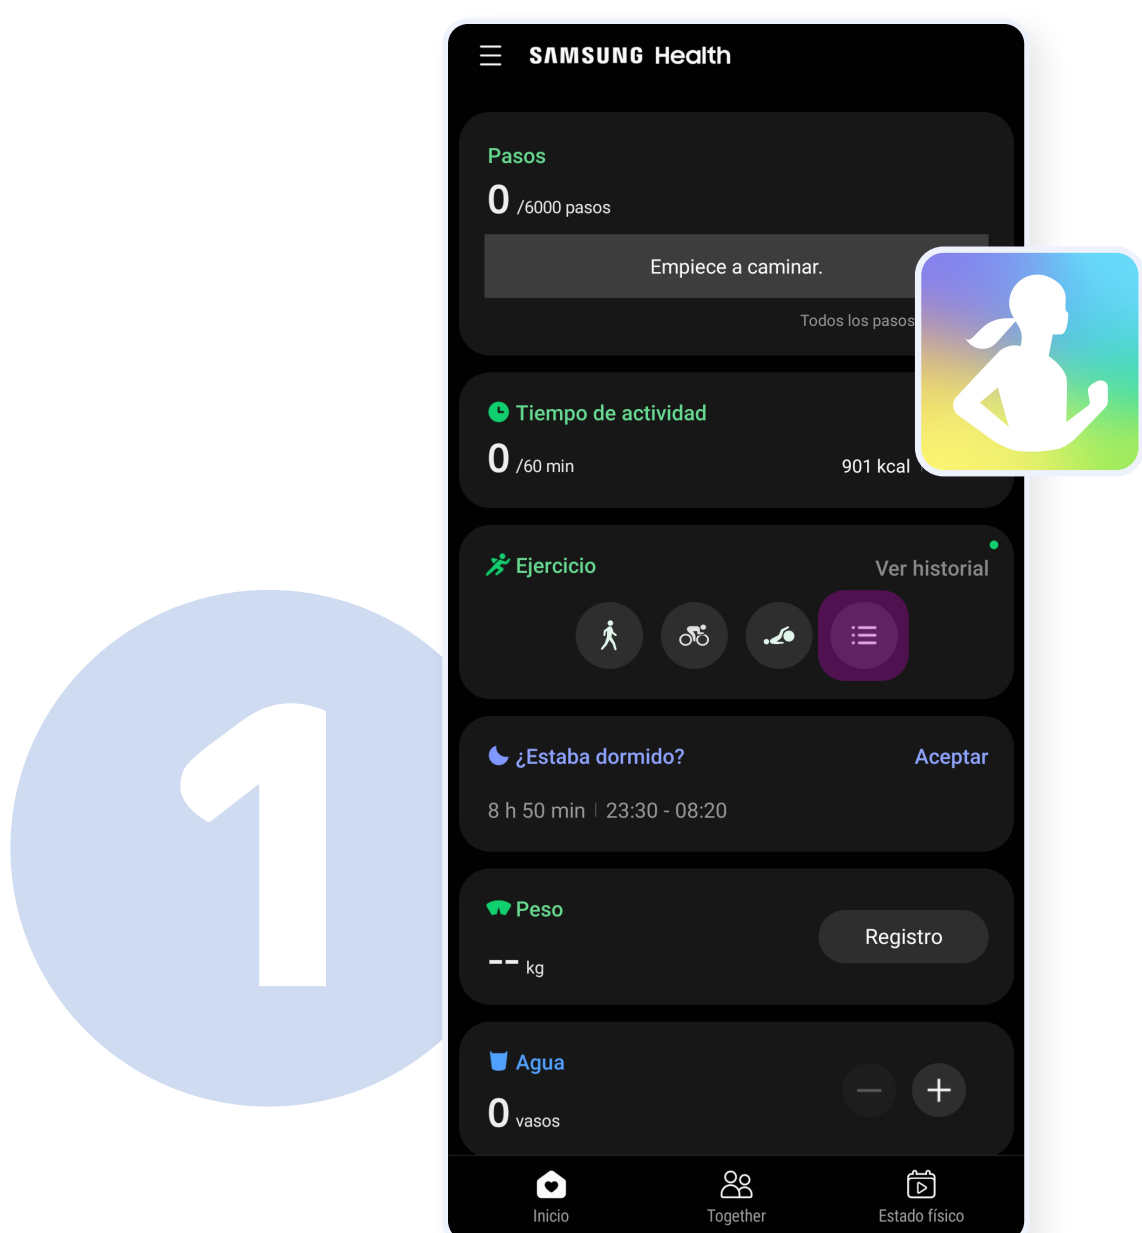 SAMSUNG Health
Pasos
0 /6000 pasos
Empiece a caminar.
Todos los pasos
Tiempo de actividad
0 /60 min
901 kcal
Ejercicio
Ver historial
¿Estaba dormido?
Aceptar
8 h 50 min | 23:30 - 08:20
Peso
Registro
-- kg
Agua
0 vasos
Inicio
Together
Estado físico
1